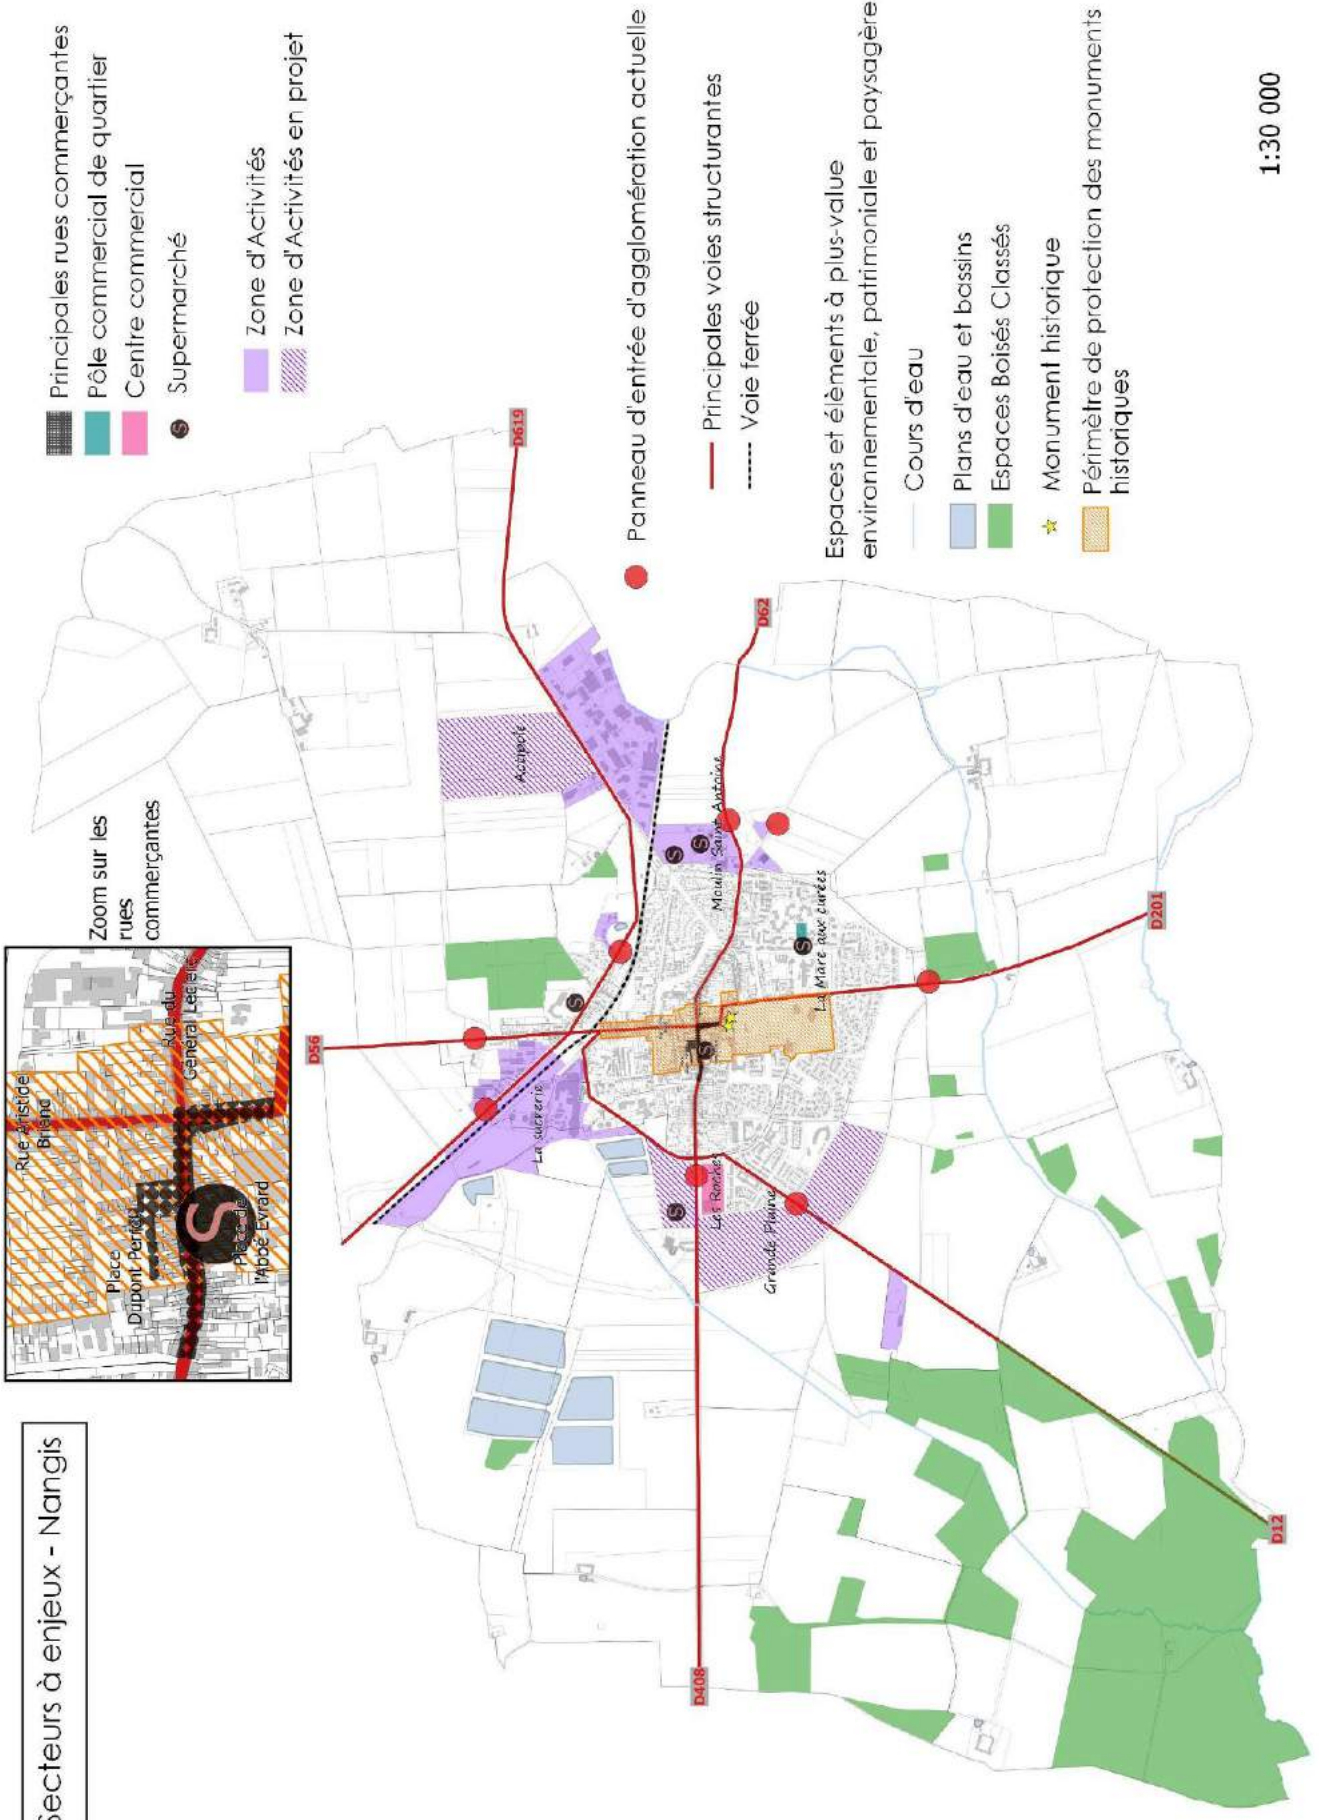 Secteurs à enjeux - Nangis
Zoom sur les
rues
commerçantes
Rue Aristide
Briand
Rue du
Général Leclerc
Place
Dupont Perrot
Place de
l'Abbé Evrard
S
Principales rues commerçantes
Pôle commercial de quartier
Centre commercial
S Supermarché
Zone d'Activités
Zone d'Activités en projet
Panneau d'entrée d'agglomération actuelle
Principales voies structurantes
Voie ferrée
Espaces et élèments à plus-value
environnementale, patrimoniale et paysagère
Cours d'eau
Plans d'eau et bassins
Espaces Boisés Classés
Monument historique
Périmètre de protection des monuments
historiques
1:30 000
D619
D56
D62
D201
D408
D12
Actipole
La sucrerie
Moulin Saint Antoine
La Mare aux curées
Les Roches
Grande Plaine
S
S
S
S
S
S